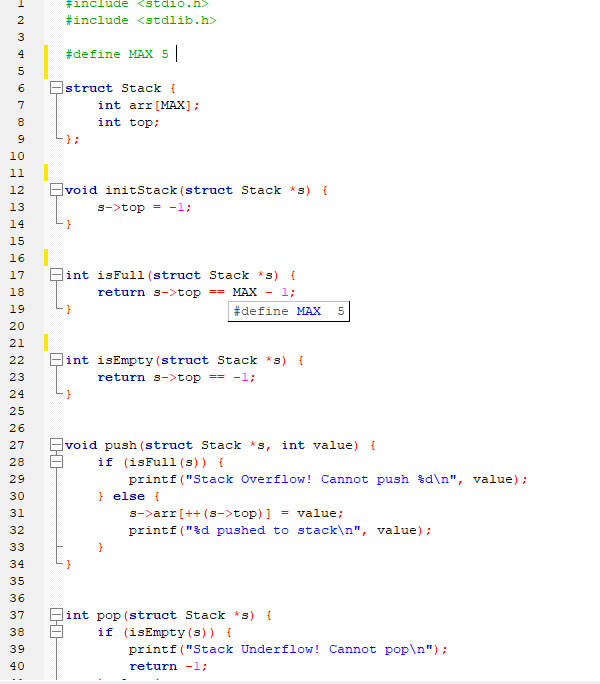 1 #include <stdio.h>
2 #include <stdlib.h>
3
4 #define MAX 5
5
6 struct Stack {
7 int arr[MAX];
8 int top;
9 };
10
11
12 void initStack(struct Stack *s) {
13 s->top = -1;
14 }
15
16
17 int isFull(struct Stack *s) {
18 return s->top == MAX - 1;
19 }
#define MAX 5
20
21
22 int isEmpty(struct Stack *s) {
23 return s->top == -1;
24 }
25
26
27 void push(struct Stack *s, int value) {
28 if (isFull(s)) {
29 printf("Stack Overflow! Cannot push %d\n", value);
30 } else {
31 s->arr[++(s->top)] = value;
32 printf("%d pushed to stack\n", value);
33 }
34 }
35
36
37 int pop(struct Stack *s) {
38 if (isEmpty(s)) {
39 printf("Stack Underflow! Cannot pop\n");
40 return -1;